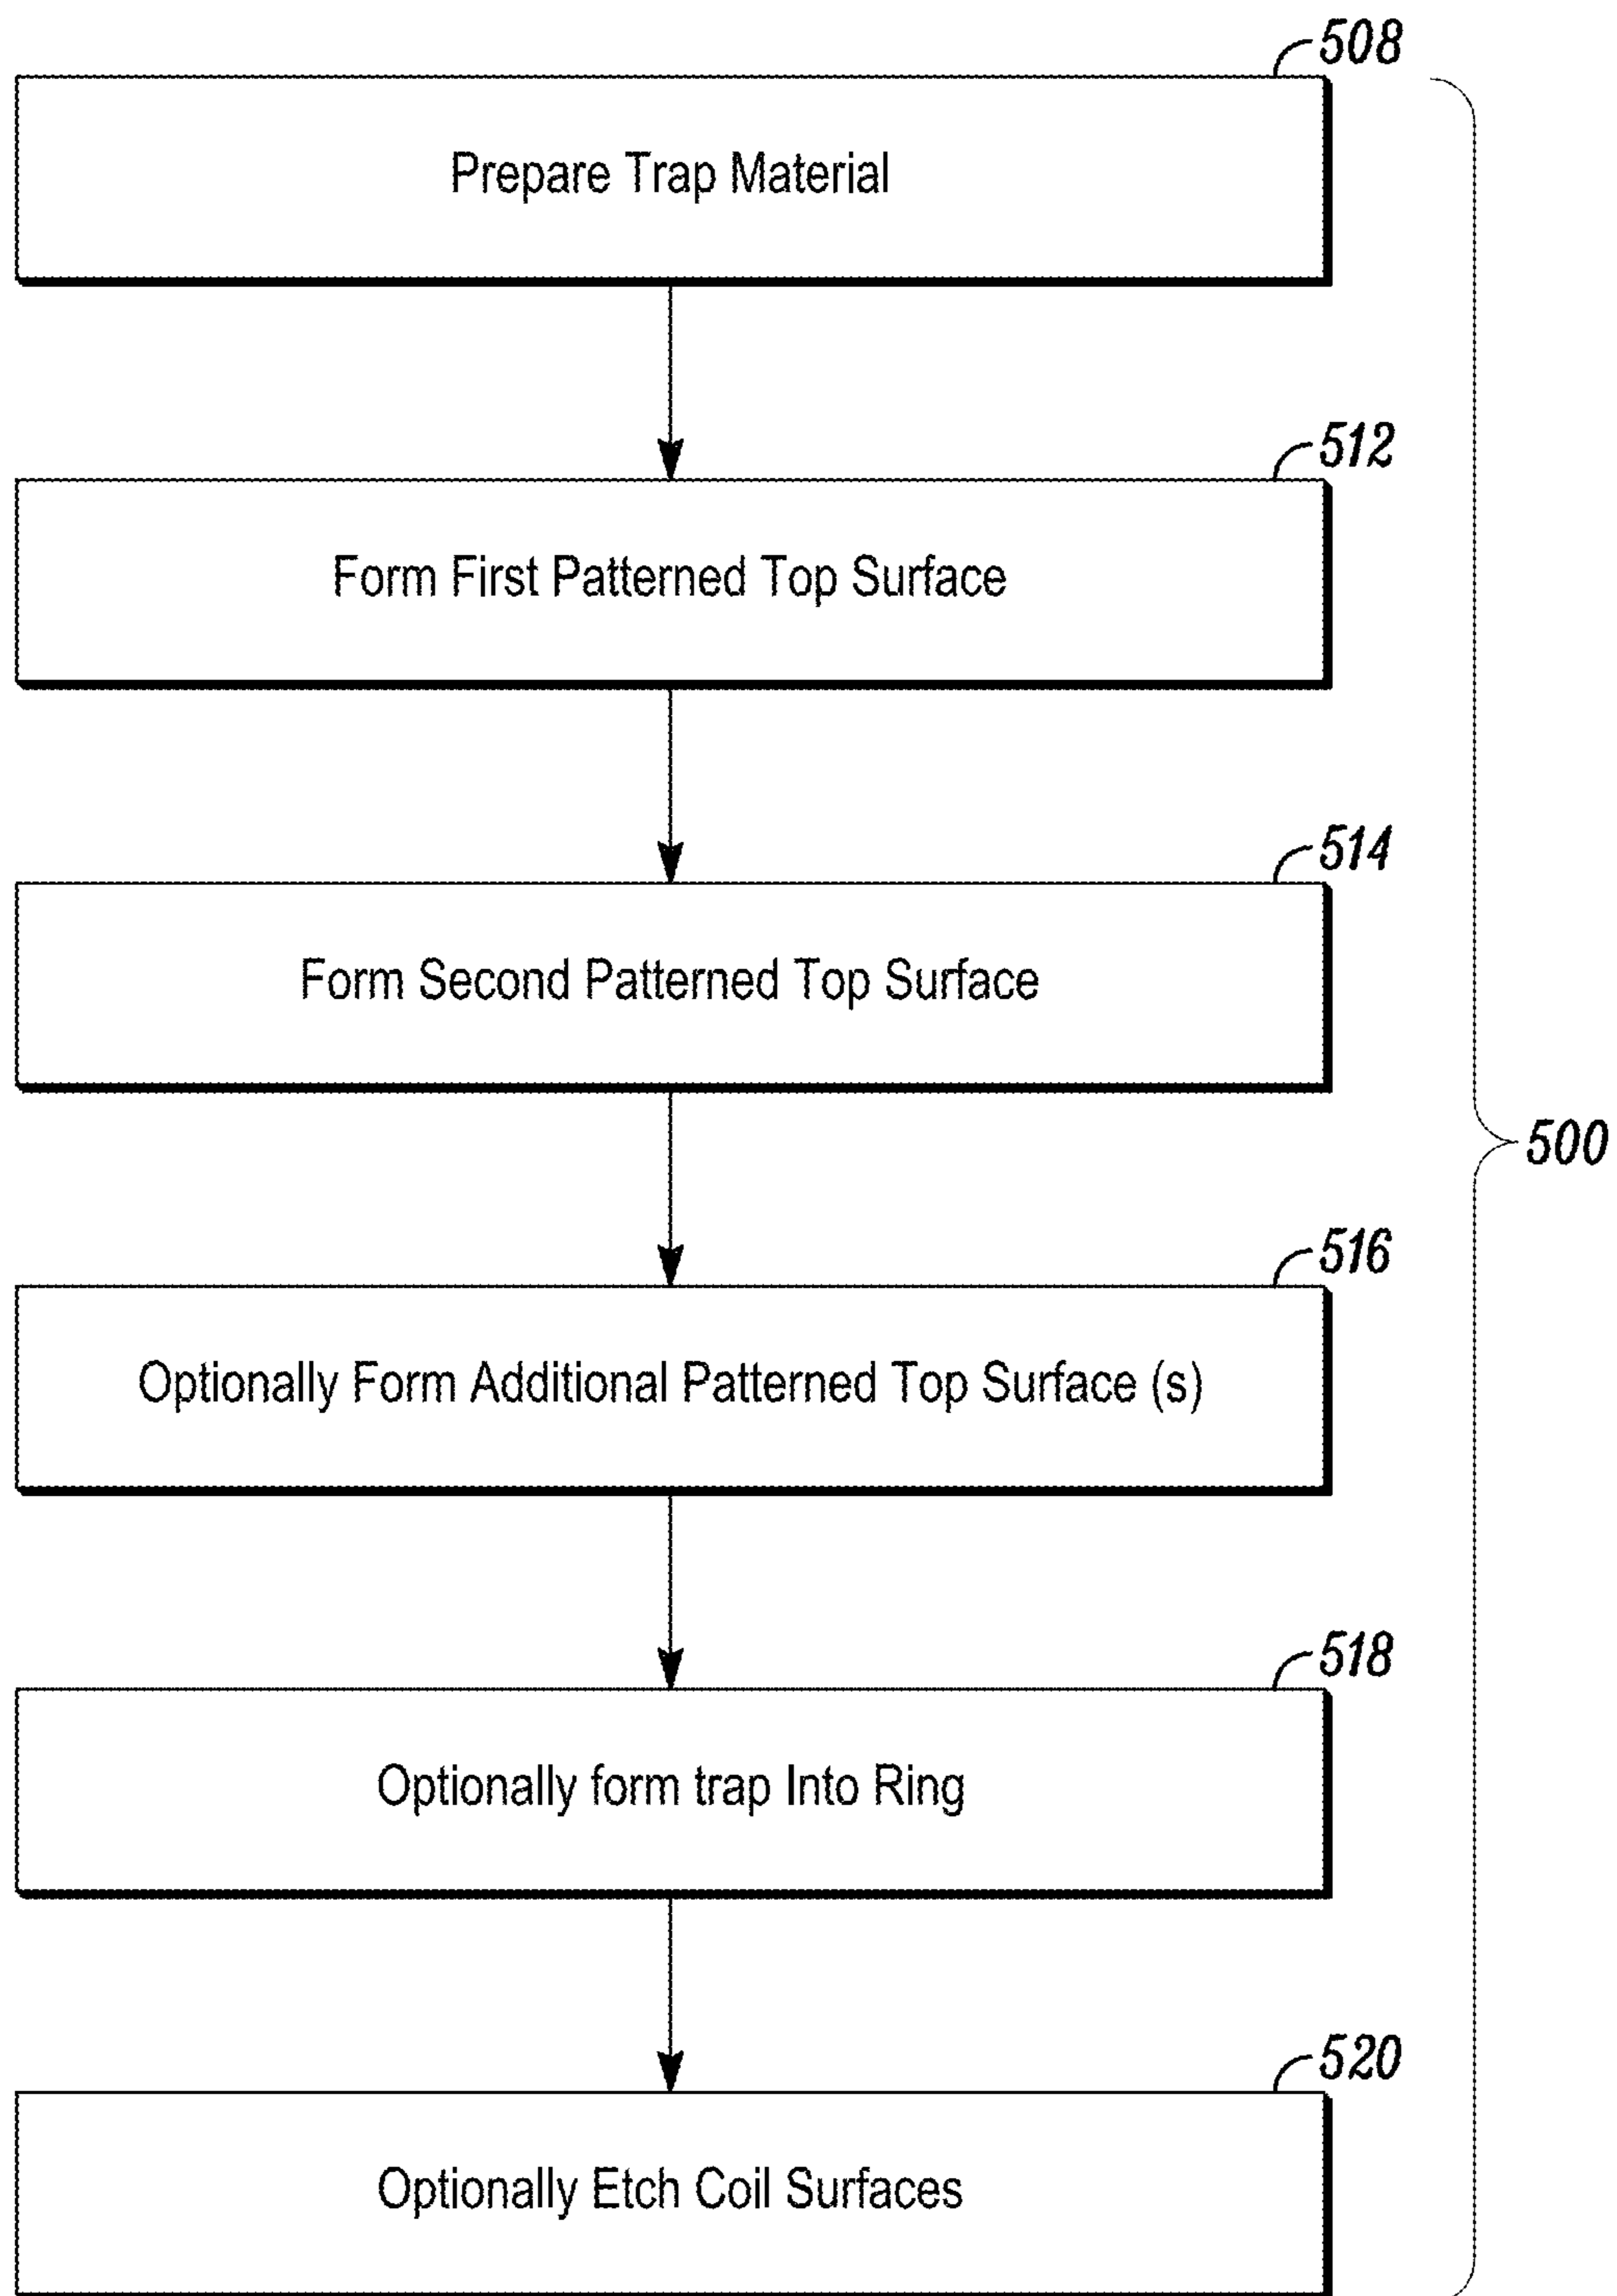 508
Prepare Trap Material
512
Form First Patterned Top Surface
514
Form Second Patterned Top Surface
500
516
Optionally Form Additional Patterned Top Surface (s)
518
Optionally form trap Into Ring
520
Optionally Etch Coil Surfaces